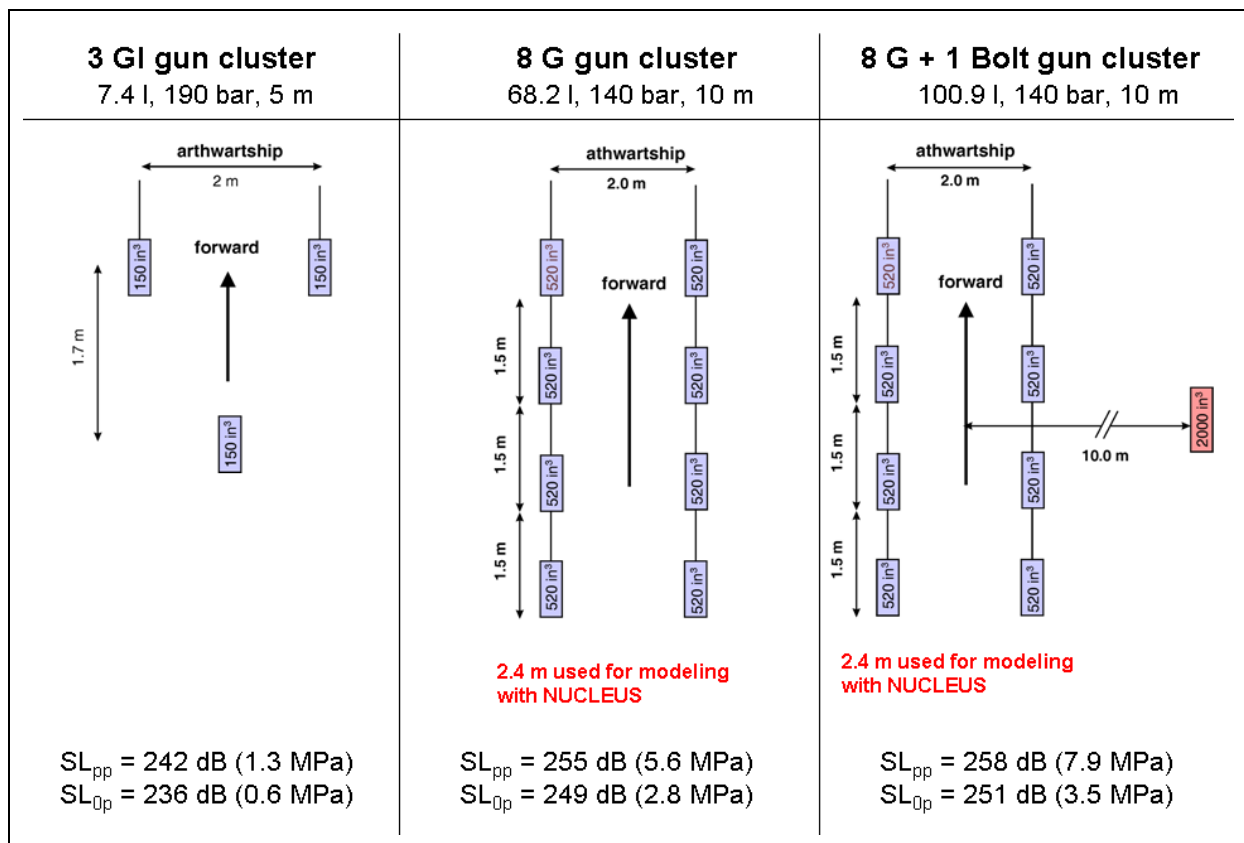 3 GI gun cluster
7.4 l, 190 bar, 5 m
arthwartship
2 m
150 in³
150 in³
forward
1.7 m
150 in³
SLpp = 242 dB (1.3 MPa)
SL0p = 236 dB (0.6 MPa)
8 G gun cluster
68.2 l, 140 bar, 10 m
athwartship
2.0 m
520 in³
520 in³
forward
1.5 m
520 in³
520 in³
1.5 m
520 in³
520 in³
1.5 m
520 in³
520 in³
2.4 m used for modeling
with NUCLEUS
SLpp = 255 dB (5.6 MPa)
SL0p = 249 dB (2.8 MPa)
8 G + 1 Bolt gun cluster
100.9 l, 140 bar, 10 m
athwartship
2.0 m
520 in³
520 in³
forward
1.5 m
520 in³
520 in³
2000 in³
10.0 m
1.5 m
520 in³
520 in³
1.5 m
520 in³
520 in³
2.4 m used for modeling
with NUCLEUS
SLpp = 258 dB (7.9 MPa)
SL0p = 251 dB (3.5 MPa)